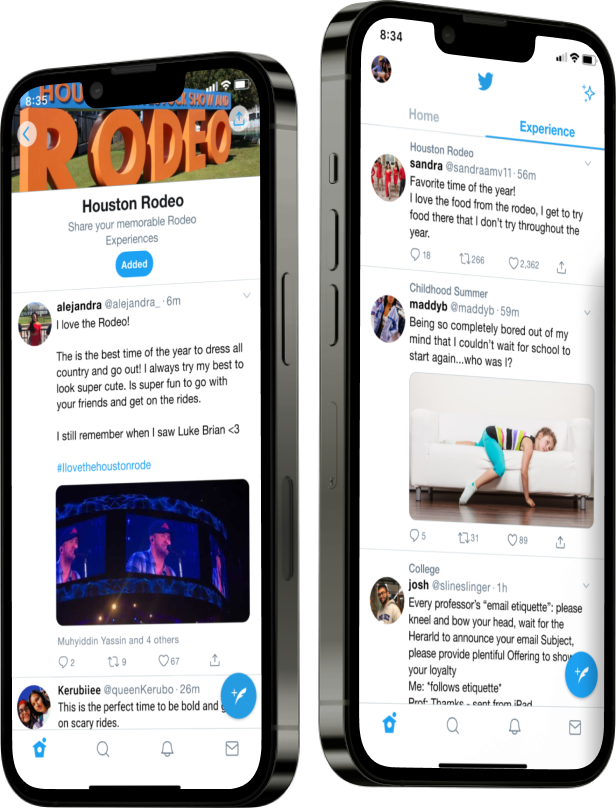 8:35
HOU
STOCK SHOW AND
RODEO
Houston Rodeo
Share your memorable Rodeo
Experiences
Added
alejandra @alejandra_ · 6m
I love the Rodeo!
The is the best time of the year to dress all
country and go out! I always try my best to
look super cute. Is super fun to go with
your friends and get on the rides.
I still remember when I saw Luke Brian <3
#Ilovethehoustonrode
Muhyiddin Yassin and 4 others
2 9 67
Kerubiiee @queenKerubo · 26m
This is the perfect time to be bold and g
on scary rides.
8:34
Home Experience
Houston Rodeo
sandra @sandraamv11 · 56m
Favorite time of the year!
I love the food from the rodeo, I get to try
food there that I don't try throughout the
year.
18 266 2,362
Childhood Summer
maddyb @maddyb · 59m
Being so completely bored out of my
mind that I couldn't wait for school to
start again...who was I?
5 31 89
College
josh @slineslinger · 1h
Every professor's "email etiquette": please
kneel and bow your head, wait for the
Herarld to announce your email Subject,
please provide plentiful Offering to show
your loyalty
Me: *follows etiquette*
Prof: Thamks - sent from iPad